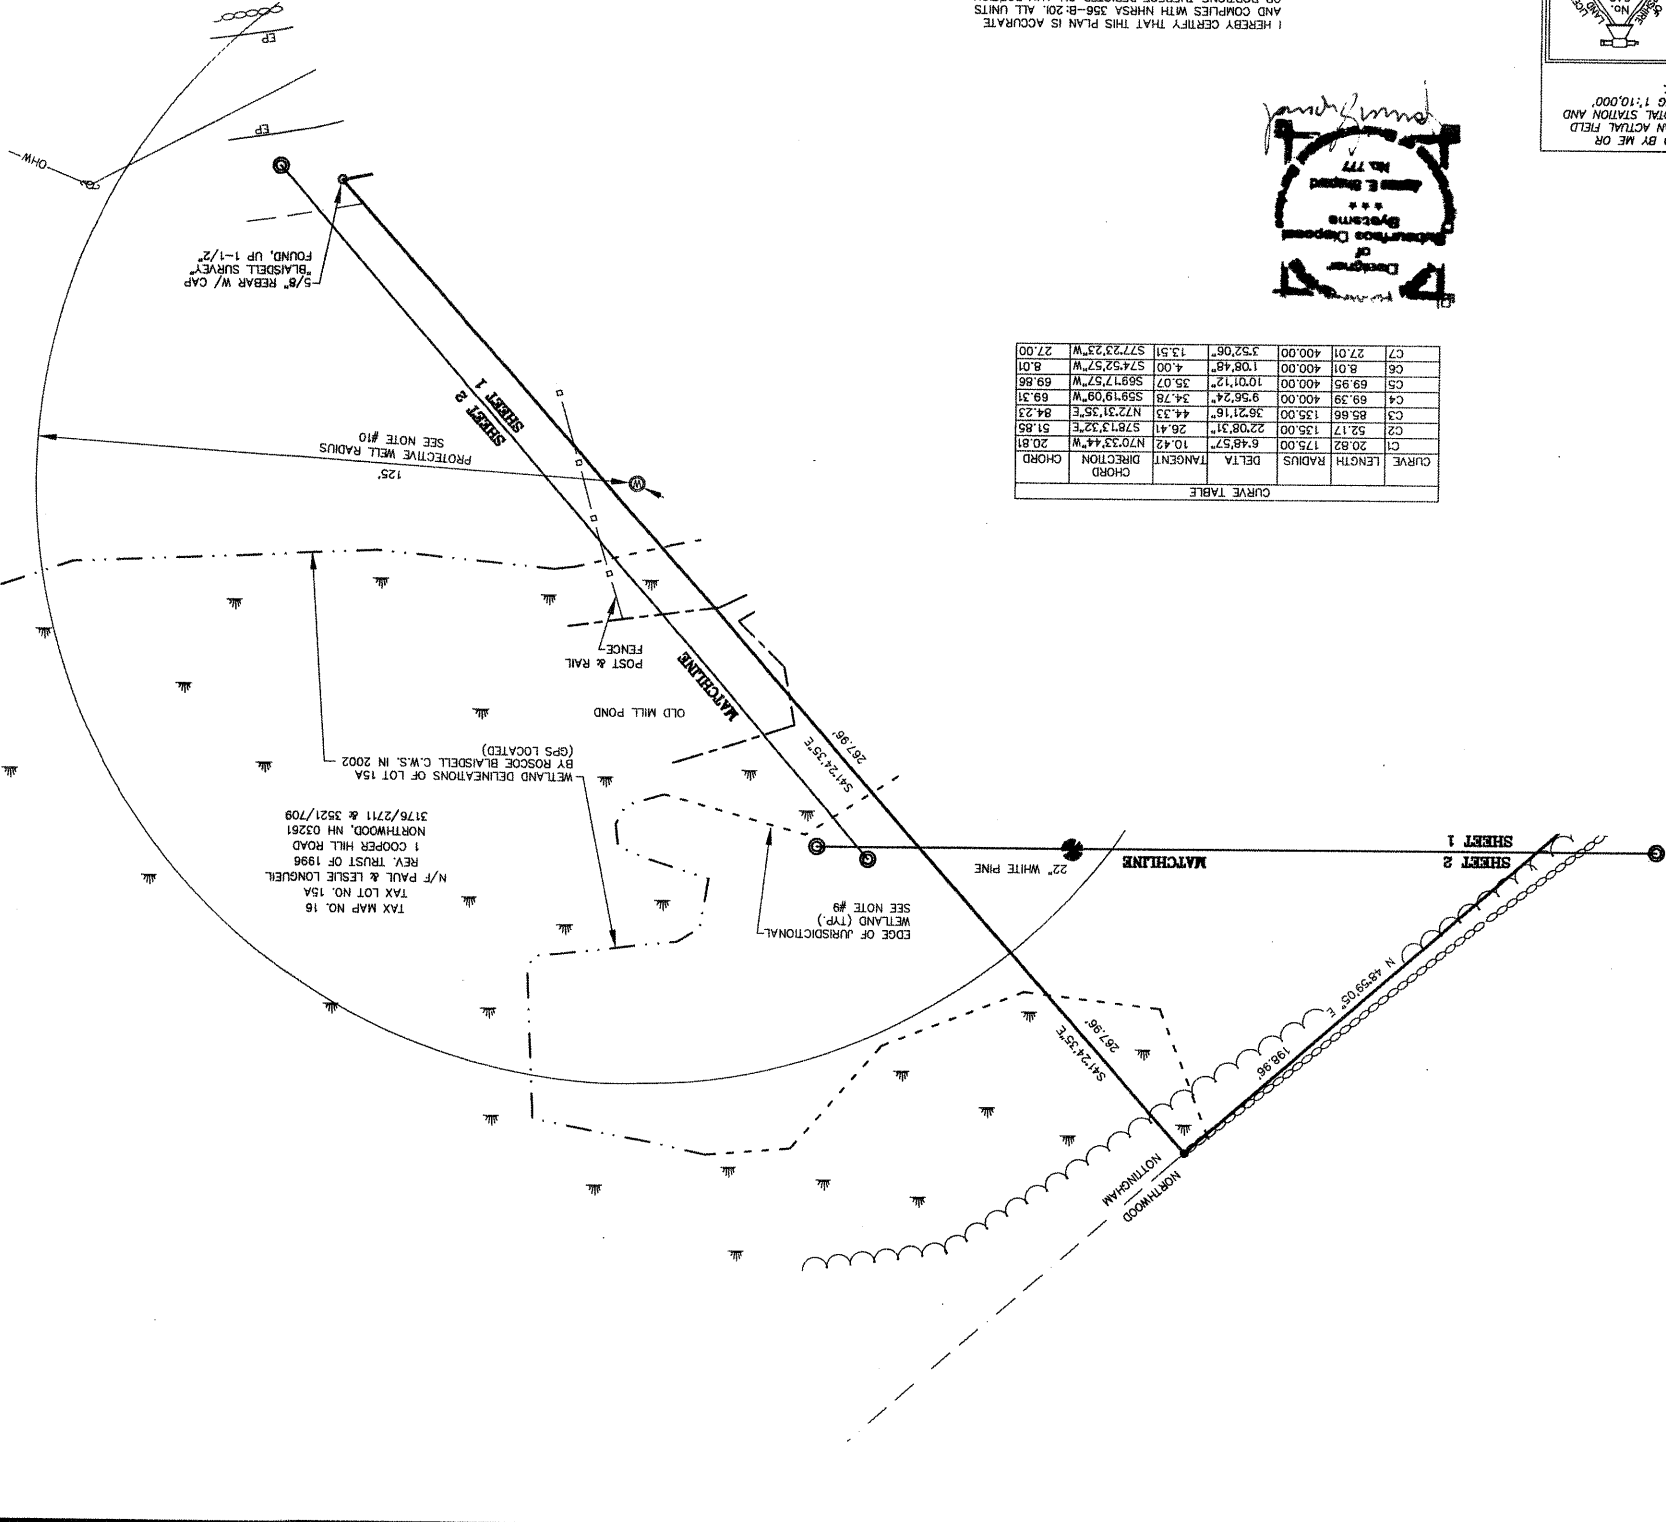 NORTHWOOD
NOTTINGHAM
198.96'
N 48°59'05" E
S41°24'35"E
267.96'
EDGE OF JURISDICTIONAL
WETLAND (TYP.)
SEE NOTE #9
TAX MAP NO. 16
TAX LOT NO. 15A
N/F PAUL & LESLIE LONGUEIL
REV. TRUST OF 1996
1 COOPER HILL ROAD
NORTHWOOD, NH 03261
3176/2711 & 3521/709
SHEET 2
SHEET 1
MATCHLINE
22" WHITE PINE
S41°24'35"E
267.96'
WETLAND DELINEATIONS OF LOT 15A
BY ROSCOE BLAISDELL C.W.S. IN 2002
(GPS LOCATED)
OLD MILL POND
MATCHLINE
POST & RAIL
FENCE
CURVE TABLE
CURVE LENGTH RADIUS DELTA TANGENT CHORD DIRECTION CHORD
C1 20.82 175.00 6°48'57" 10.42 N70°33'44"W 20.81
C2 52.17 135.00 22°08'31" 26.41 S78°13'32"E 51.85
C3 85.66 135.00 36°21'16" 44.33 N72°31'35"E 84.23
C4 69.39 400.00 9°56'24" 34.78 S59°19'09"W 69.31
C5 69.95 400.00 10°01'12" 35.07 S69°17'57"W 69.86
C6 8.01 400.00 1°08'48" 4.00 S74°52'57"W 8.01
C7 27.01 400.00 3°52'06" 13.51 S77°23'23"W 27.00
W
125'
PROTECTIVE WELL RADIUS
SEE NOTE #10
SHEET 2
SHEET 1
Designer
of
Subsurface Disposal
Systems
★ ★ ★
James E. Shepard
No. 777
5/8" REBAR W/ CAP
"BLAISDELL SURVEY"
FOUND, UP 1-1/2"
OHW
EP
EP
BY ME OR
AN ACTUAL FIELD
STATION AND
1':10,000'
LAND
No.
I HEREBY CERTIFY THAT THIS PLAN IS ACCURATE
AND COMPLIES WITH NHRSA 356-B:20I. ALL UNITS